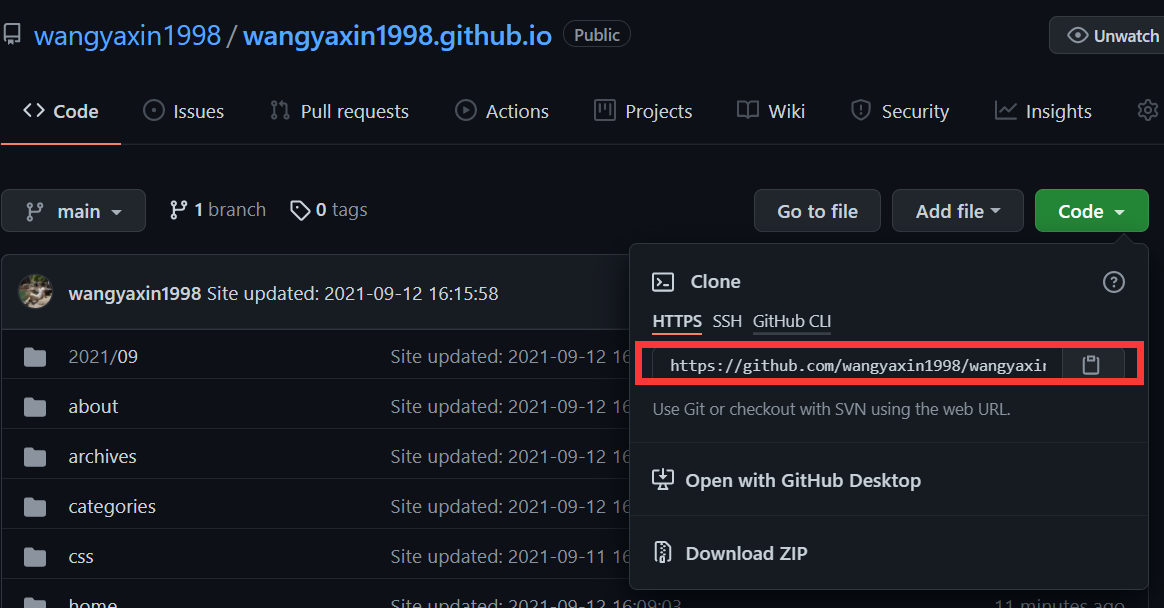 wangyaxin1998 / wangyaxin1998.github.io Public Unwatch
Code Issues Pull requests Actions Projects Wiki Security Insights
main 1 branch 0 tags Go to file Add file Code
wangyaxin1998 Site updated: 2021-09-12 16:15:58
Clone
HTTPS SSH GitHub CLI
https://github.com/wangyaxin1998/wangyaxin
Use Git or checkout with SVN using the web URL.
Open with GitHub Desktop
Download ZIP
2021/09 Site updated: 2021-09-12 16
about Site updated: 2021-09-12 16
archives Site updated: 2021-09-12 16
categories Site updated: 2021-09-12 16
css Site updated: 2021-09-11 16
home Site updated: 2021-09-12 16:09:03 11 minutes ago